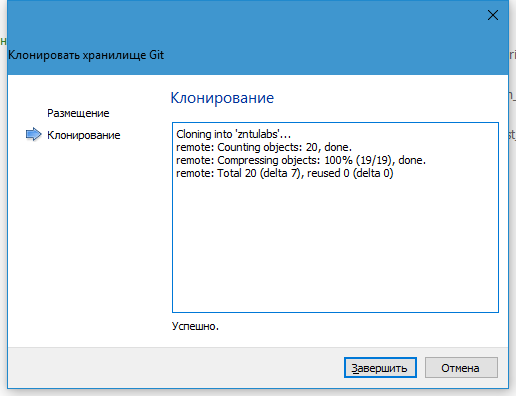 Клонировать хранилище Git
Размещение
Клонирование
Клонирование
Cloning into 'zntulabs'...
remote: Counting objects: 20, done.
remote: Compressing objects: 100% (19/19), done.
remote: Total 20 (delta 7), reused 0 (delta 0)
Успешно.
Завершить
Отмена